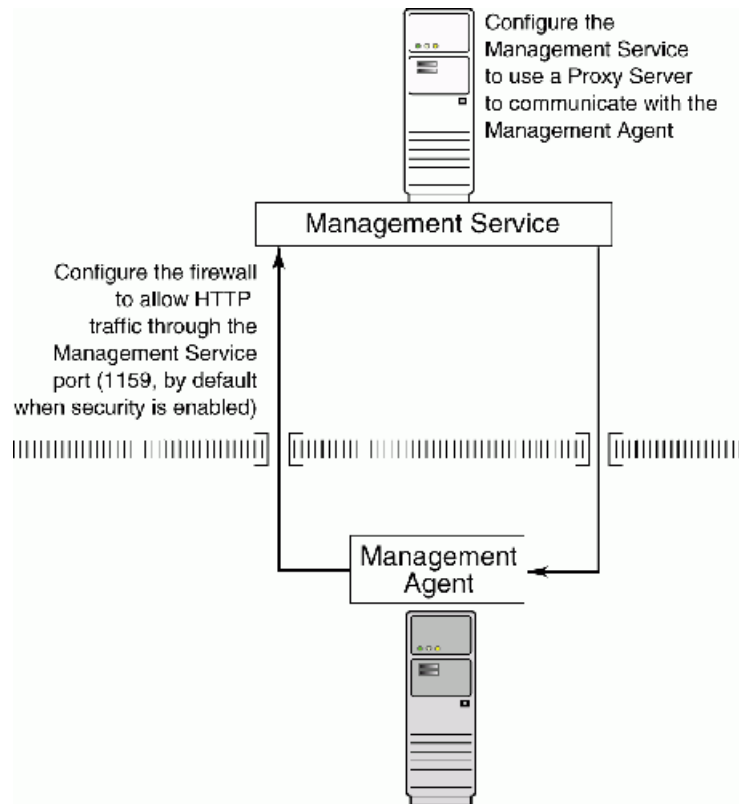 Configure the
Management Service
to use a Proxy Server
to communicate with the
Management Agent
Management Service
Configure the firewall
to allow HTTP
traffic through the
Management Service
port (1159, by default
when security is enabled)
Management
Agent